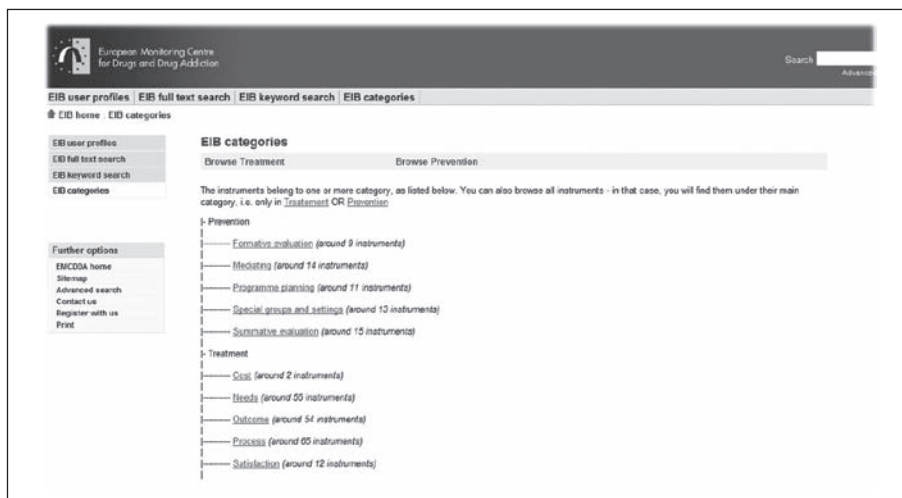 European Monitoring Centre
for Drugs and Drug Addiction
Search
Advanced
EIB user profiles EIB full text search EIB keyword search EIB categories
EIB home : EIB categories
EIB user profiles
EIB full text search
EIB keyword search
EIB categories
Further options
EMCDDA home
Sitemap
Advanced search
Contact us
Register with us
Print
EIB categories
Browse Treatment Browse Prevention
The instruments belong to one or more category, as listed below. You can also browse all instruments - in that case, you will find them under their main
category, i.e. only in Treatement OR Prevention
Prevention
Formative evaluation (around 9 instruments)
Mediating (around 14 instruments)
Programme planning (around 11 instruments)
Special groups and settings (around 13 instruments)
Summative evaluation (around 15 instruments)
Treatment
Cost (around 2 instruments)
Needs (around 55 instruments)
Outcome (around 54 instruments)
Process (around 65 instruments)
Satisfaction (around 12 instruments)